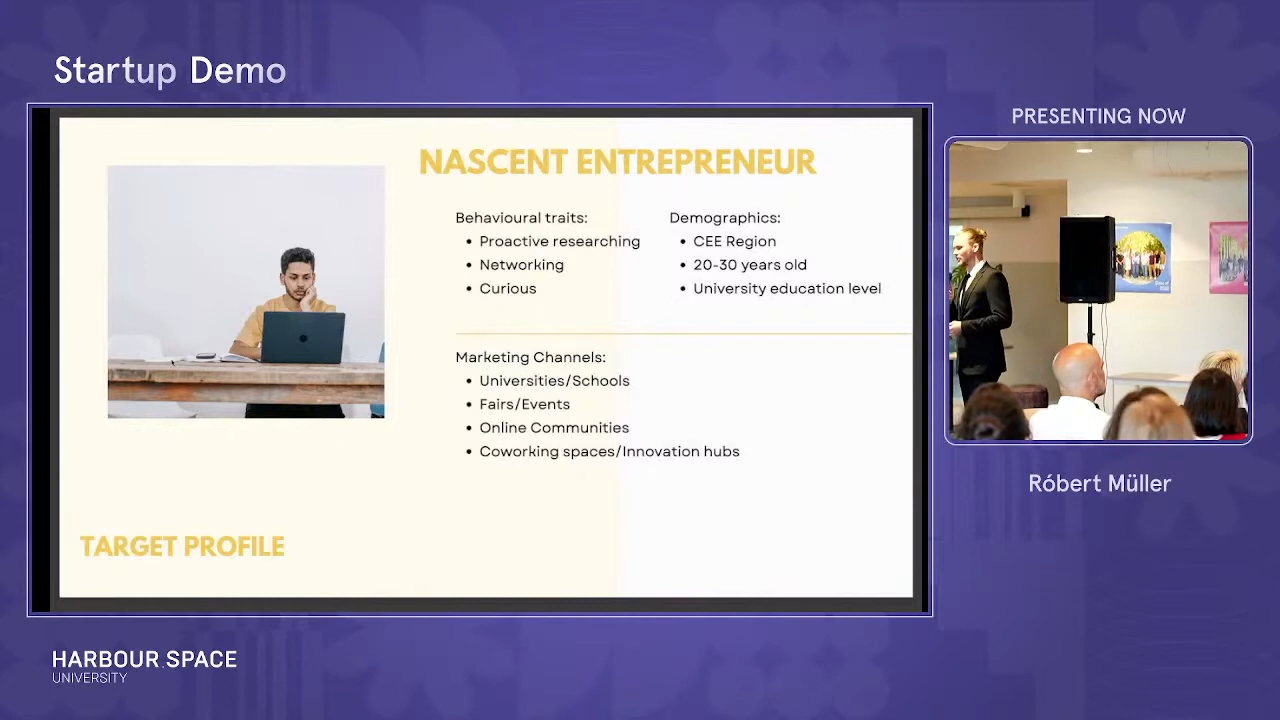 Startup Demo
PRESENTING NOW
NASCENT ENTREPRENEUR
Behavioural traits:
• Proactive researching
• Networking
• Curious
Demographics:
• CEE Region
• 20-30 years old
• University education level
Marketing Channels:
• Universities/Schools
• Fairs/Events
• Online Communities
• Coworking spaces/Innovation hubs
TARGET PROFILE
Róbert Müller
HARBOUR.SPACE
UNIVERSITY